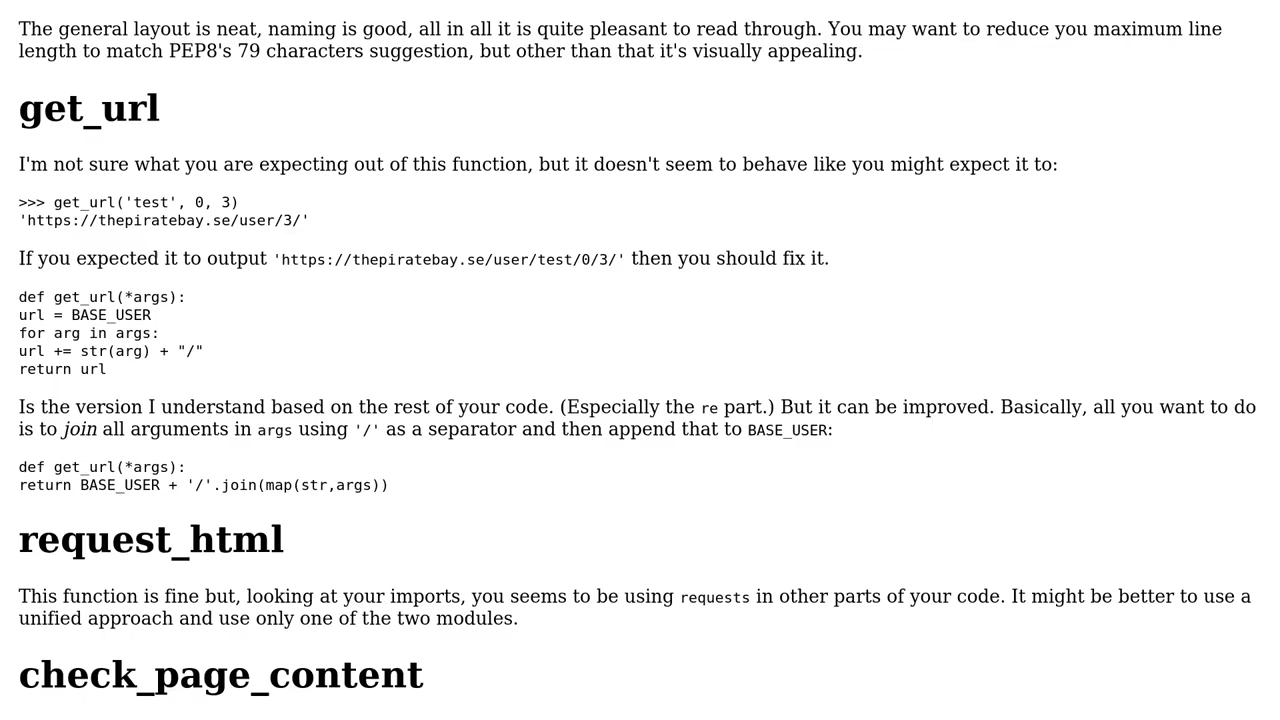 The general layout is neat, naming is good, all in all it is quite pleasant to read through. You may want to reduce you maximum line
length to match PEP8's 79 characters suggestion, but other than that it's visually appealing.
get_url
I'm not sure what you are expecting out of this function, but it doesn't seem to behave like you might expect it to:
>>> get_url('test', 0, 3)
'https://thepiratebay.se/user/3/'
If you expected it to output 'https://thepiratebay.se/user/test/0/3/' then you should fix it.
def get_url(*args):
url = BASE_USER
for arg in args:
url += str(arg) + "/"
return url
Is the version I understand based on the rest of your code. (Especially the re part.) But it can be improved. Basically, all you want to do
is to join all arguments in args using '/' as a separator and then append that to BASE_USER:
def get_url(*args):
return BASE_USER + '/'.join(map(str,args))
request_html
This function is fine but, looking at your imports, you seems to be using requests in other parts of your code. It might be better to use a
unified approach and use only one of the two modules.
check_page_content